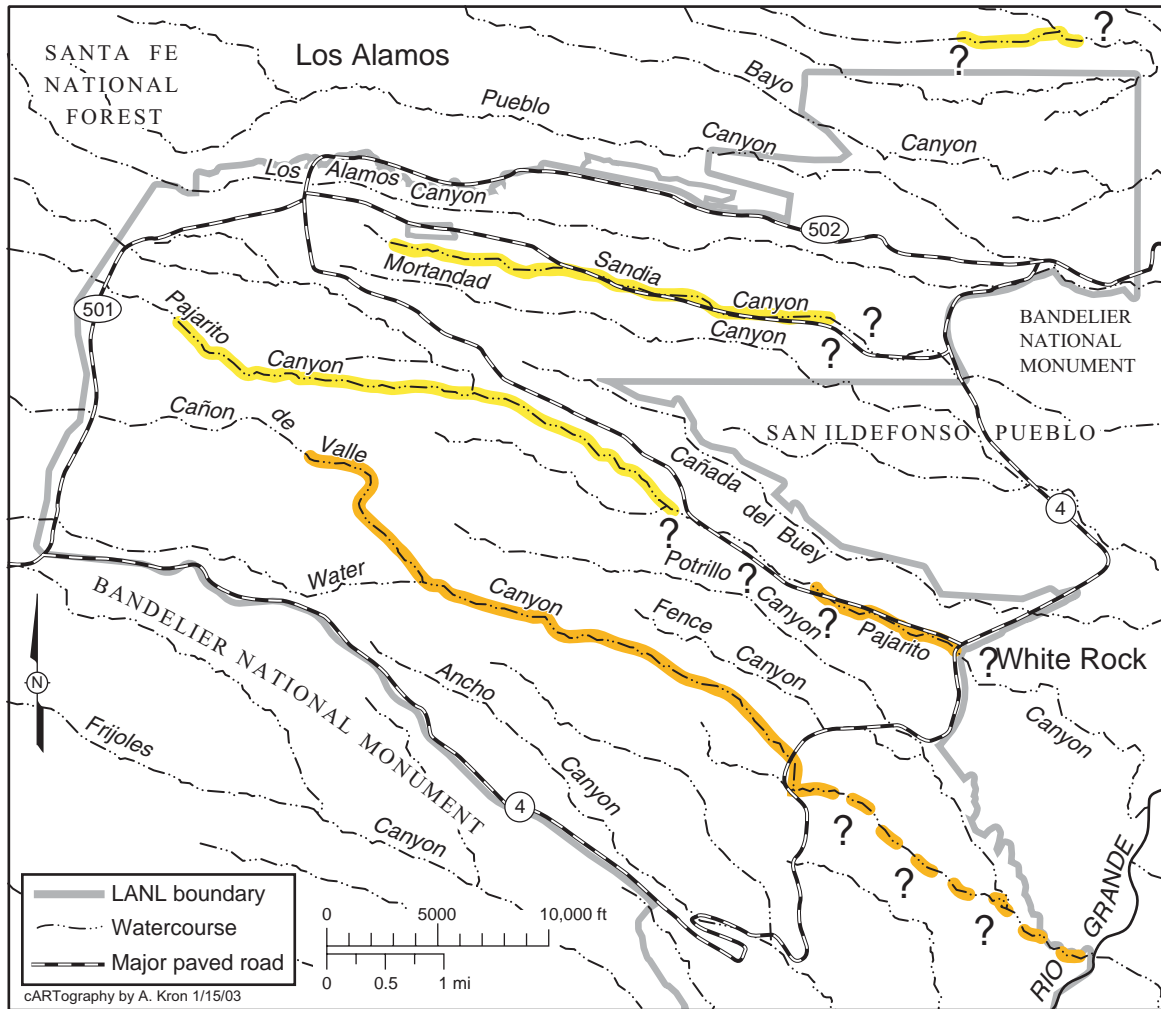 SANTA FE
NATIONAL
FOREST
Los Alamos
?
?
Bayo
Canyon
Pueblo
Canyon
Los Alamos
Canyon
502
501
Mortandad
Canyon
Sandia
Canyon
?
?
BANDELIER
NATIONAL
MONUMENT
Pajarito
Canyon
SAN ILDEFONSO PUEBLO
Cañon
de
Valle
Cañada
del Buey
4
?
Potrillo
Canyon
?
?
Water
Canyon
Fence
Canyon
Pajarito
Canyon
?
White Rock
BANDELIER NATIONAL MONUMENT
N
Ancho
Canyon
Frijoles
Canyon
4
?
?
?
RIO GRANDE
LANL boundary
Watercourse
Major paved road
cARTography by A. Kron 1/15/03
0 5000 10,000 ft
0 0.5 1 mi